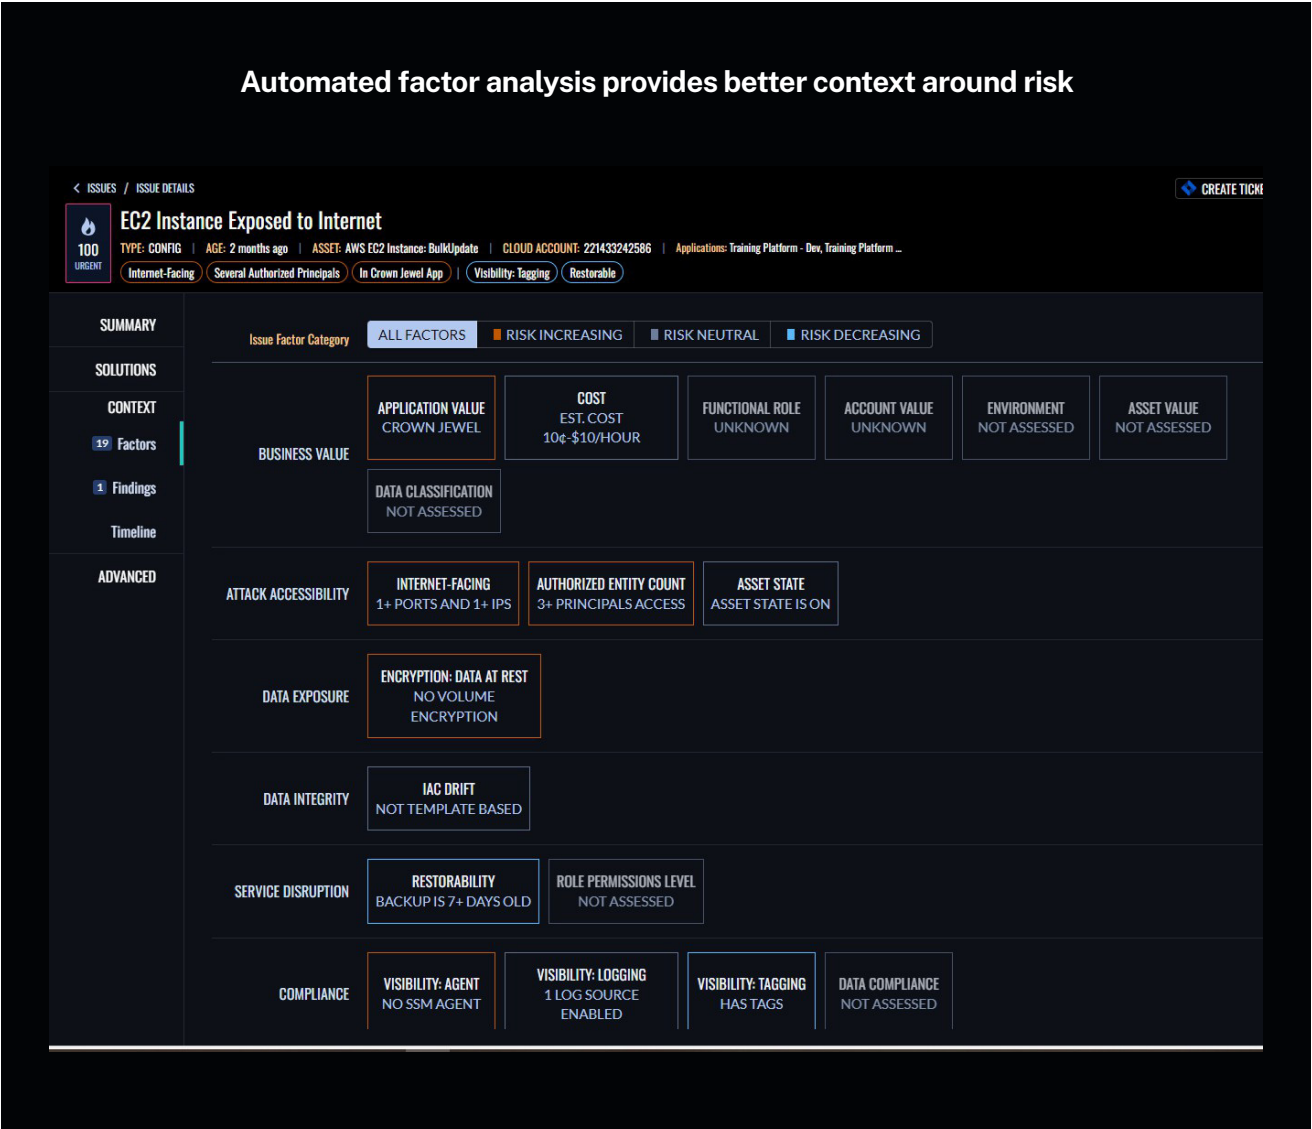 Automated factor analysis provides better context around risk
< ISSUES / ISSUE DETAILS
CREATE TICKE
100
URGENT
EC2 Instance Exposed to Internet
TYPE: CONFIG | AGE: 2 months ago | ASSET: AWS EC2 Instance: BulkUpdate | CLOUD ACCOUNT: 221433242586 | Applications: Training Platform - Dev, Training Platform ...
Internet-Facing Several Authorized Principals In Crown Jewel App | Visibility: Tagging Restorable
SUMMARY
SOLUTIONS
CONTEXT
19 Factors
1 Findings
Timeline
ADVANCED
Issue Factor Category ALL FACTORS RISK INCREASING RISK NEUTRAL RISK DECREASING
BUSINESS VALUE
APPLICATION VALUE
CROWN JEWEL
COST
EST. COST
10¢-$10/HOUR
FUNCTIONAL ROLE
UNKNOWN
ACCOUNT VALUE
UNKNOWN
ENVIRONMENT
NOT ASSESSED
ASSET VALUE
NOT ASSESSED
DATA CLASSIFICATION
NOT ASSESSED
ATTACK ACCESSIBILITY
INTERNET-FACING
1+ PORTS AND 1+ IPS
AUTHORIZED ENTITY COUNT
3+ PRINCIPALS ACCESS
ASSET STATE
ASSET STATE IS ON
DATA EXPOSURE
ENCRYPTION: DATA AT REST
NO VOLUME
ENCRYPTION
DATA INTEGRITY
IAC DRIFT
NOT TEMPLATE BASED
SERVICE DISRUPTION
RESTORABILITY
BACKUP IS 7+ DAYS OLD
ROLE PERMISSIONS LEVEL
NOT ASSESSED
COMPLIANCE
VISIBILITY: AGENT
NO SSM AGENT
VISIBILITY: LOGGING
1 LOG SOURCE
ENABLED
VISIBILITY: TAGGING
HAS TAGS
DATA COMPLIANCE
NOT ASSESSED